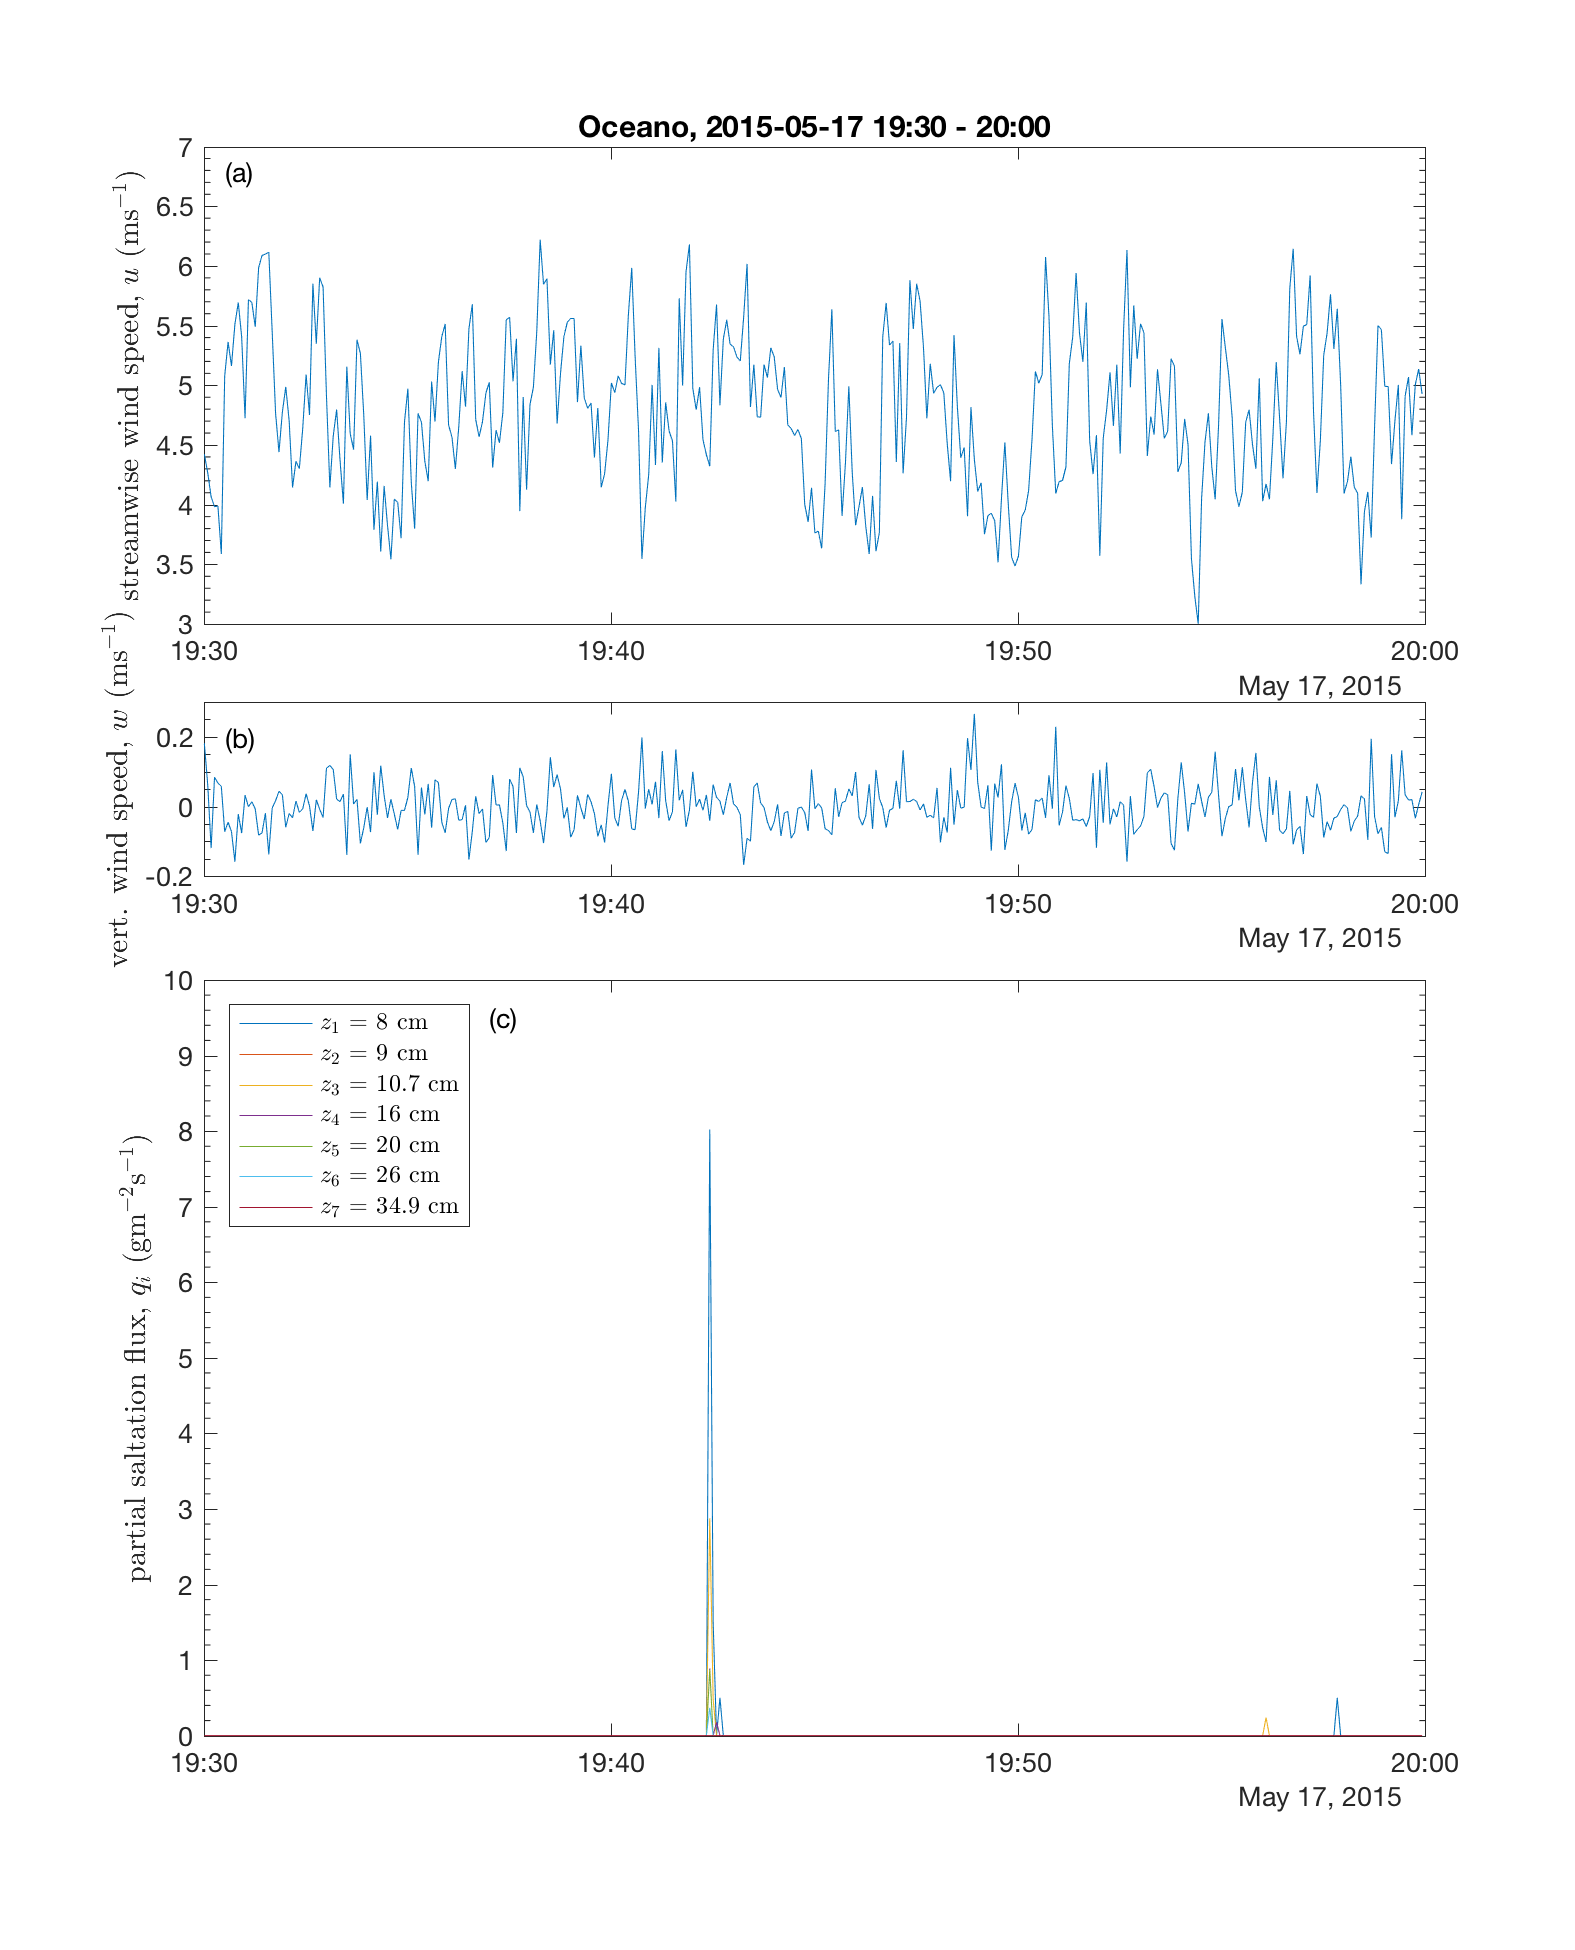 Oceano, 2015-05-17 19:30 - 20:00
(a)
streamwise wind speed, u (ms⁻¹)
7
6.5
6
5.5
5
4.5
4
3.5
3
19:30 19:40 19:50 20:00
May 17, 2015
(b)
vert. wind speed, w (ms⁻¹)
0.2
0
-0.2
19:30 19:40 19:50 20:00
May 17, 2015
(c)
partial saltation flux, qᵢ (gm⁻²s⁻¹)
10
9
8
7
6
5
4
3
2
1
0
z₁ = 8 cm
z₂ = 9 cm
z₃ = 10.7 cm
z₄ = 16 cm
z₅ = 20 cm
z₆ = 26 cm
z₇ = 34.9 cm
19:30 19:40 19:50 20:00
May 17, 2015